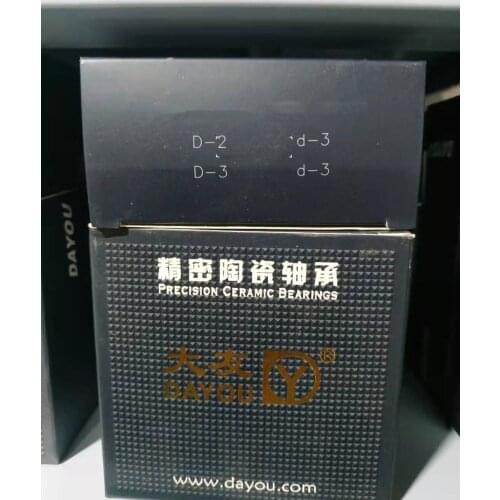 D-2 d-3
D-3 d-3
精密陶瓷轴承
PRECISION CERAMIC BEARINGS
大友 ®
DAYOU DY
www.dayou.com
DAYOU